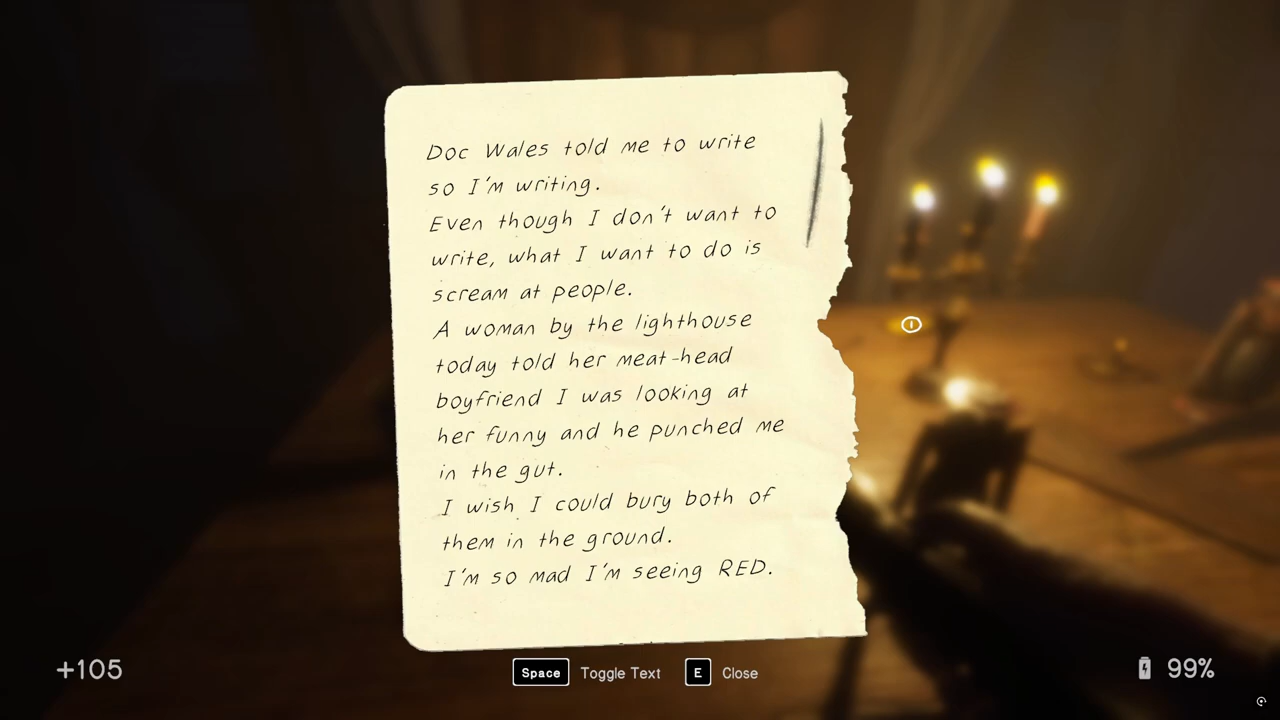 Doc Wales told me to write
so I'm writing.
Even though I don't want to
write, what I want to do is
scream at people.
A woman by the lighthouse
today told her meat-head
boyfriend I was looking at
her funny and he punched me
in the gut.
I wish I could bury both of
them in the ground.
I'm so mad I'm seeing RED.
+105
Space Toggle Text E Close
99%